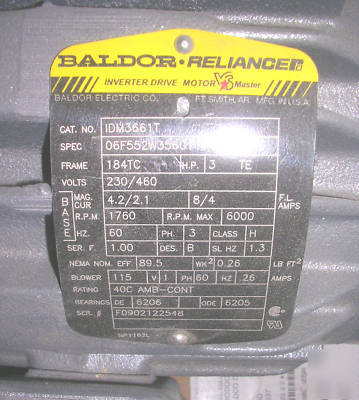 BALDOR · RELIANCE
INVERTER DRIVE MOTOR VS Master
BALDOR ELECTRIC CO. FT. SMITH, AR. MFG. IN U.S.A.
CAT. NO. IDM3661T
SPEC 06F552W3560
FRAME 184TC H.P. 3 TE
VOLTS 230/460
BASE
MAG. CUR 4.2/2.1 8/4 F.L. AMPS
R.P.M. 1760 R.P.M. MAX 6000
HZ. 60 PH. 3 CLASS H
SER. F. 1.00 DES. B SL HZ 1.3
NEMA NOM. EFF 89.5 WK² 0.26 LB FT²
BLOWER 115 V 1 PH 60 HZ .26 AMPS
RATING 40C AMB-CONT
BEARINGS DE 6206 ODE 6205
SER. # F0902122548
NP1162L